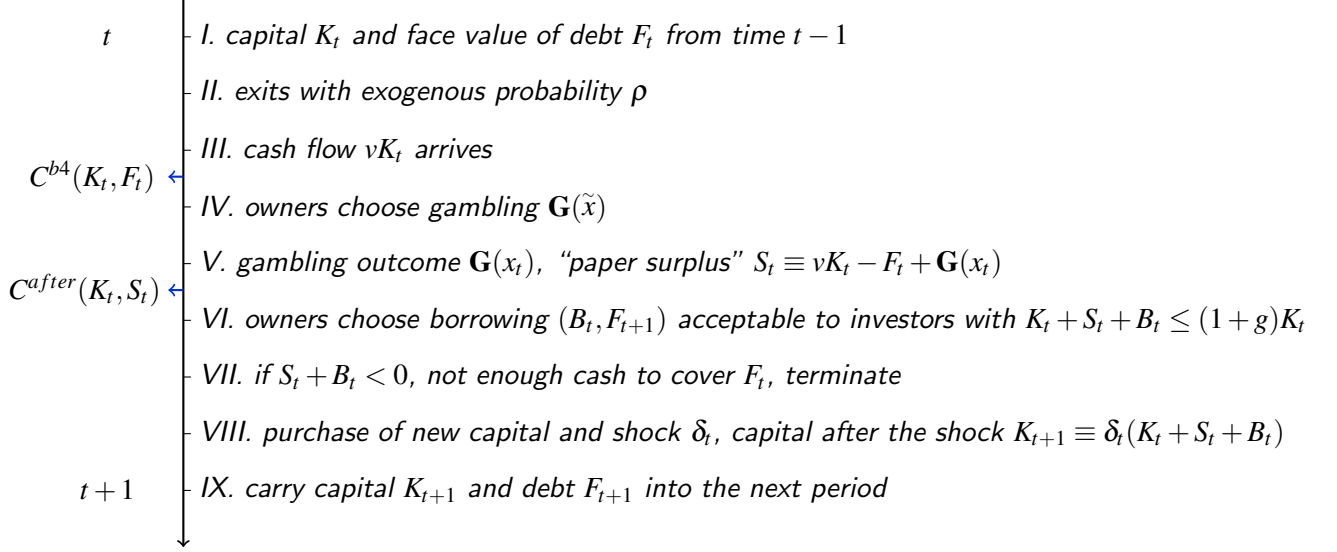 t I. capital K_t and face value of debt F_t from time t − 1
II. exits with exogenous probability ρ
III. cash flow νK_t arrives
C^{b4}(K_t, F_t)
IV. owners choose gambling G(x̃)
V. gambling outcome G(x_t), “paper surplus” S_t ≡ νK_t − F_t + G(x_t)
C^{after}(K_t, S_t)
VI. owners choose borrowing (B_t, F_{t+1}) acceptable to investors with K_t + S_t + B_t ≤ (1 + g)K_t
VII. if S_t + B_t < 0, not enough cash to cover F_t, terminate
VIII. purchase of new capital and shock δ_t, capital after the shock K_{t+1} ≡ δ_t(K_t + S_t + B_t)
t + 1 IX. carry capital K_{t+1} and debt F_{t+1} into the next period